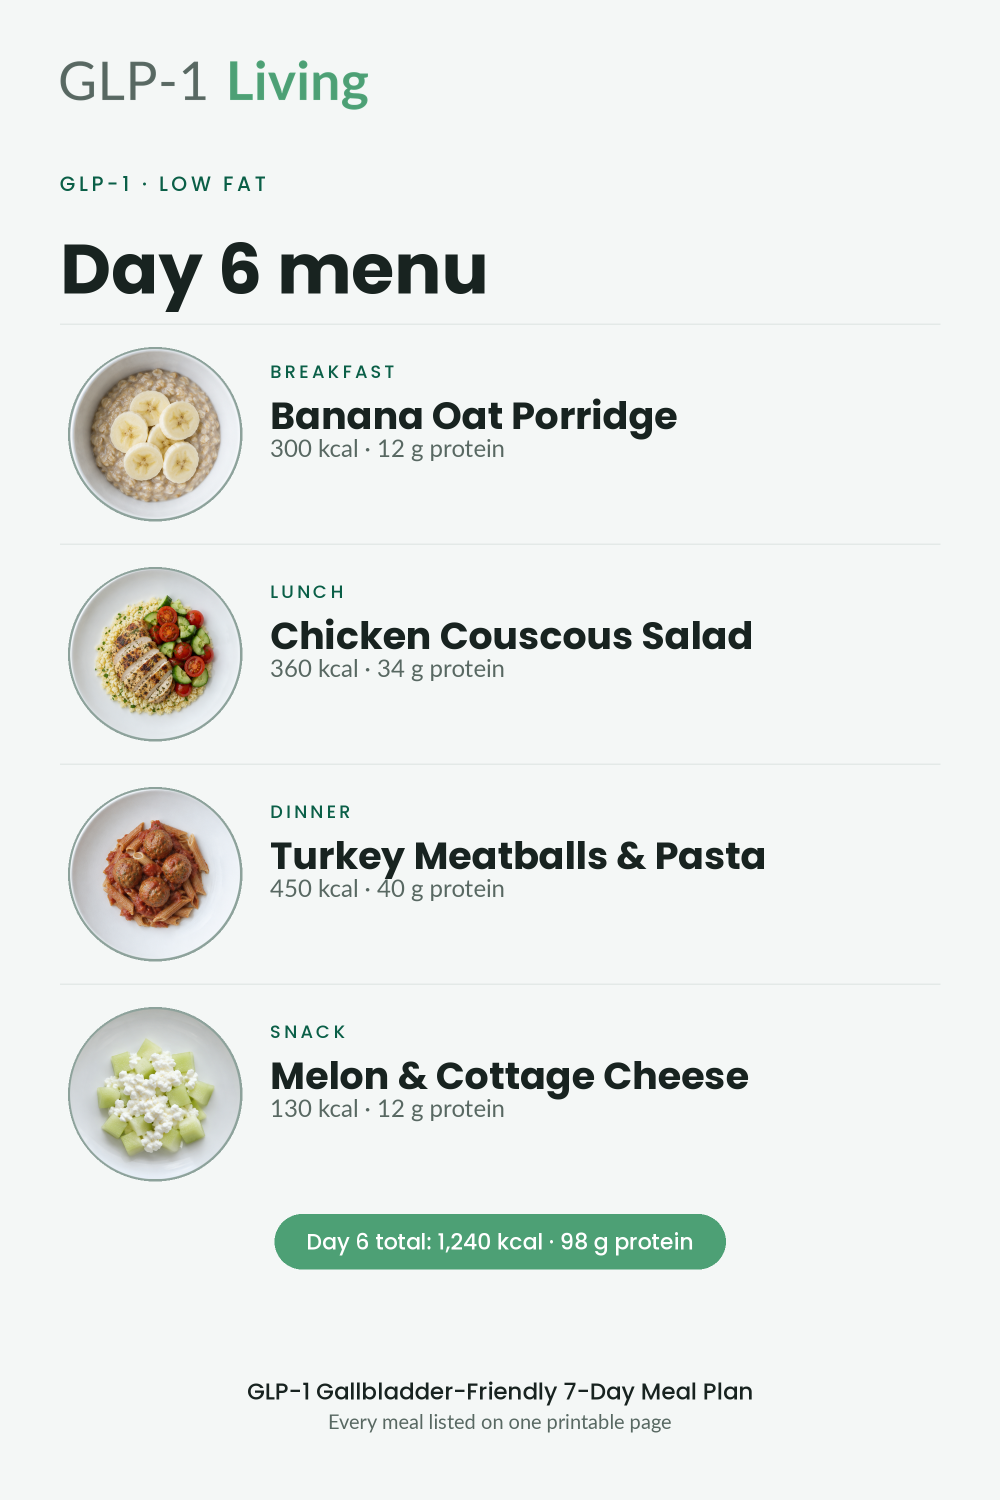 GLP-1 Living
GLP-1 · LOW FAT
Day 6 menu
BREAKFAST
Banana Oat Porridge
300 kcal · 12 g protein
LUNCH
Chicken Couscous Salad
360 kcal · 34 g protein
DINNER
Turkey Meatballs & Pasta
450 kcal · 40 g protein
SNACK
Melon & Cottage Cheese
130 kcal · 12 g protein
Day 6 total: 1,240 kcal · 98 g protein
GLP-1 Gallbladder-Friendly 7-Day Meal Plan
Every meal listed on one printable page